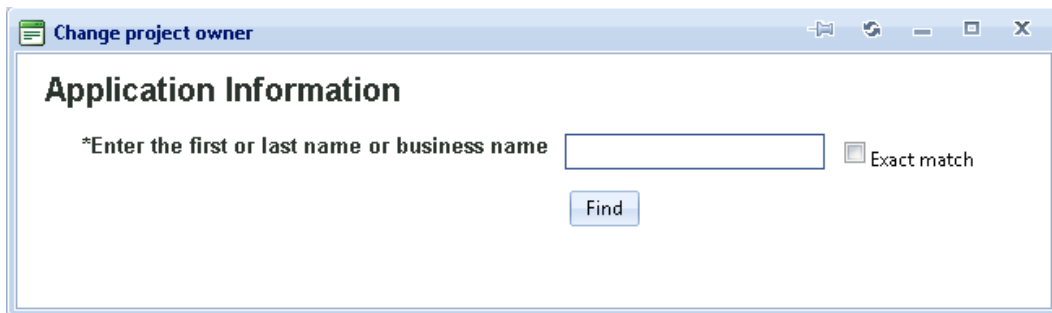 Change project owner
Application Information
*Enter the first or last name or business name
Exact match
Find